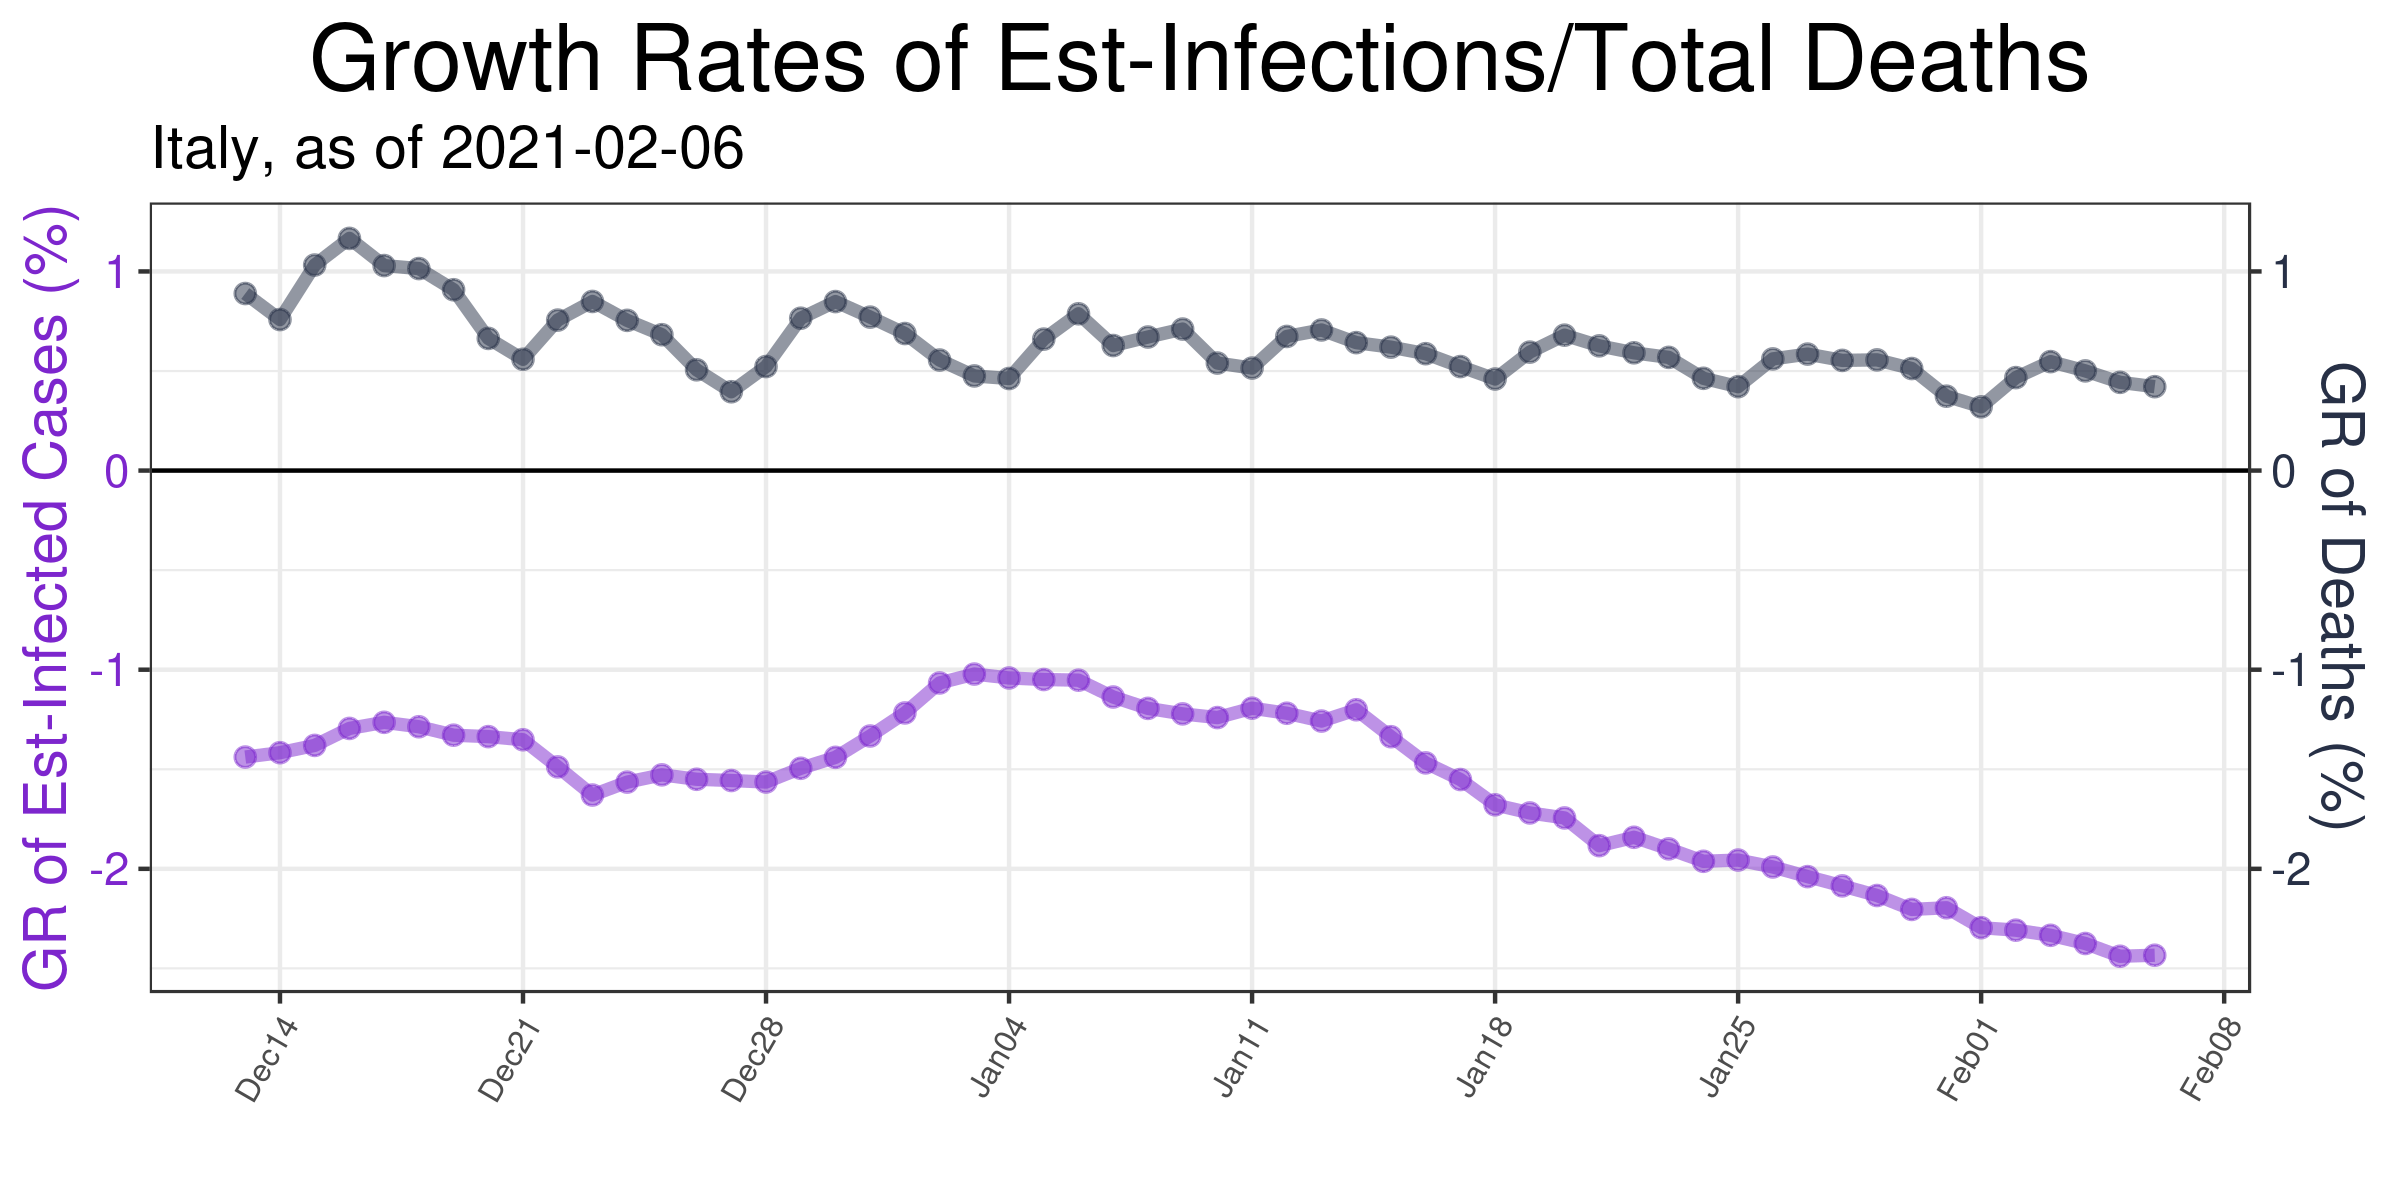 Growth Rates of Est-Infections/Total Deaths
Italy, as of 2021-02-06
GR of Est-Infected Cases (%)
1
0
-1
-2
1
0
-1
-2
GR of Deaths (%)
Dec14
Dec21
Dec28
Jan04
Jan11
Jan18
Jan25
Feb01
Feb08